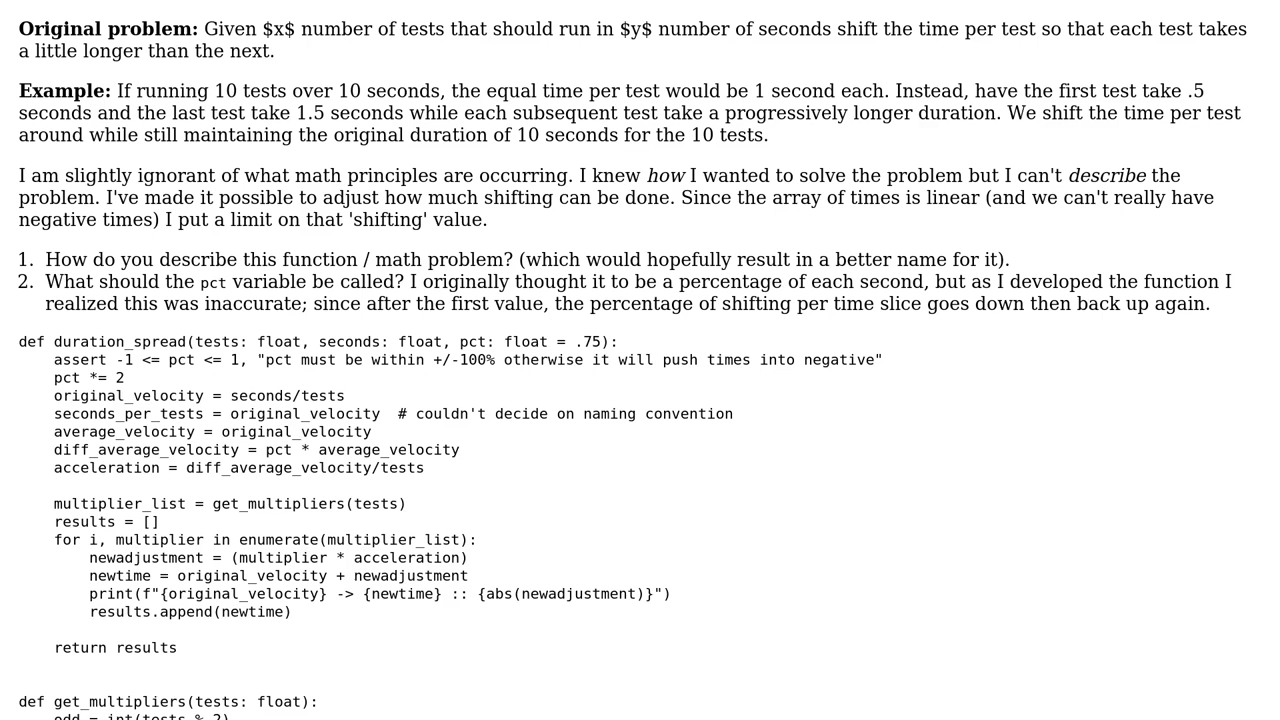 Original problem: Given $x$ number of tests that should run in $y$ number of seconds shift the time per test so that each test takes
a little longer than the next.
Example: If running 10 tests over 10 seconds, the equal time per test would be 1 second each. Instead, have the first test take .5
seconds and the last test take 1.5 seconds while each subsequent test take a progressively longer duration. We shift the time per test
around while still maintaining the original duration of 10 seconds for the 10 tests.
I am slightly ignorant of what math principles are occurring. I knew how I wanted to solve the problem but I can't describe the
problem. I've made it possible to adjust how much shifting can be done. Since the array of times is linear (and we can't really have
negative times) I put a limit on that 'shifting' value.
1. How do you describe this function / math problem? (which would hopefully result in a better name for it).
2. What should the pct variable be called? I originally thought it to be a percentage of each second, but as I developed the function I
realized this was inaccurate; since after the first value, the percentage of shifting per time slice goes down then back up again.
def duration_spread(tests: float, seconds: float, pct: float = .75):
    assert -1 <= pct <= 1, "pct must be within +/-100% otherwise it will push times into negative"
    pct *= 2
    original_velocity = seconds/tests
    seconds_per_tests = original_velocity  # couldn't decide on naming convention
    average_velocity = original_velocity
    diff_average_velocity = pct * average_velocity
    acceleration = diff_average_velocity/tests
    multiplier_list = get_multipliers(tests)
    results = []
    for i, multiplier in enumerate(multiplier_list):
        newadjustment = (multiplier * acceleration)
        newtime = original_velocity + newadjustment
        print(f"{original_velocity} -> {newtime} :: {abs(newadjustment)}")
        results.append(newtime)
    return results
def get_multipliers(tests: float):
    odd = int(tests % 2)